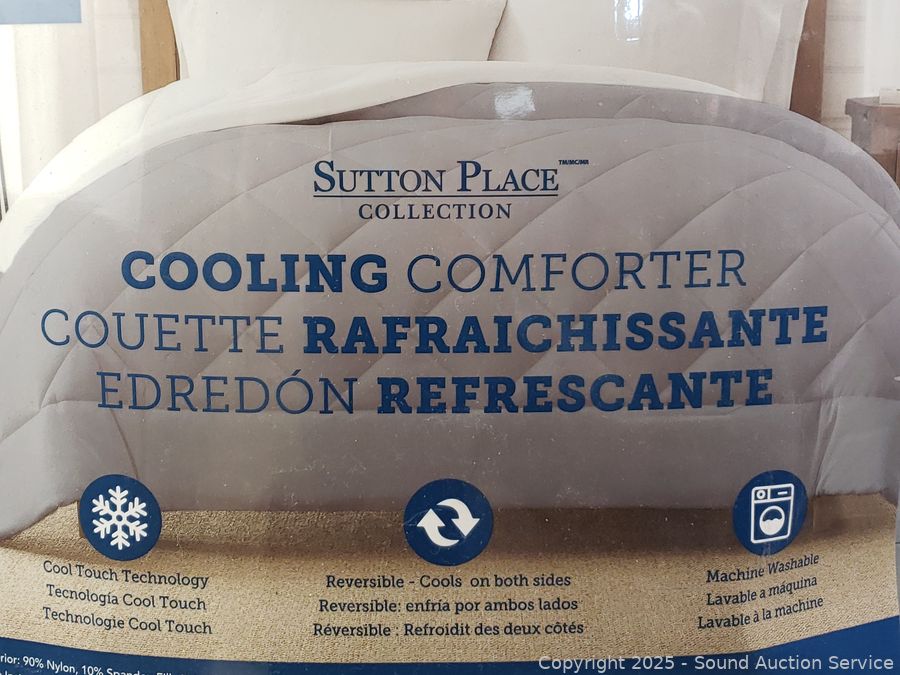 SUTTON PLACE TM/MC/MR
COLLECTION
COOLING COMFORTER
COUETTE RAFRAICHISSANTE
EDREDÓN REFRESCANTE
Cool Touch Technology
Tecnología Cool Touch
Technologie Cool Touch
Reversible - Cools on both sides
Reversible: enfría por ambos lados
Réversible : Refroidit des deux côtés
Machine Washable
Lavable a máquina
Lavable à la machine
90% Nylon, 10%
Copyright 2025 - Sound Auction Service